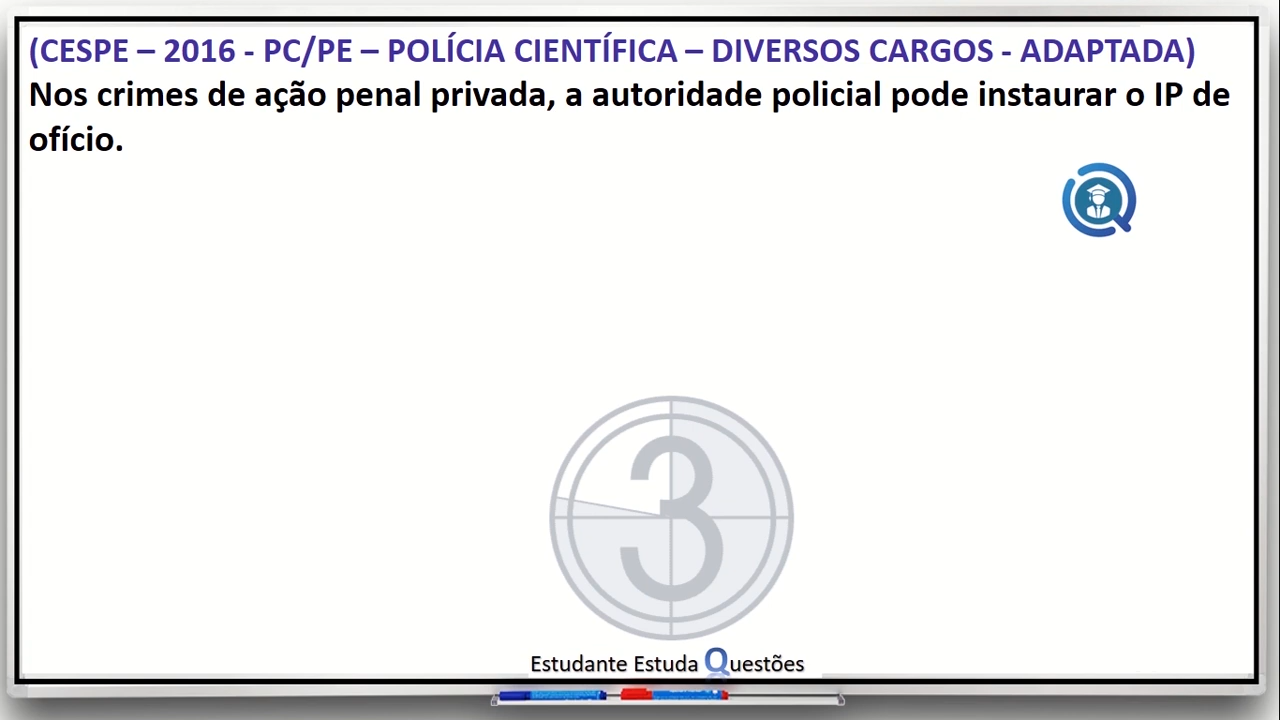 (CESPE – 2016 - PC/PE – POLÍCIA CIENTÍFICA – DIVERSOS CARGOS - ADAPTADA)
Nos crimes de ação penal privada, a autoridade policial pode instaurar o IP de
ofício.
3
Estudante Estuda Questões